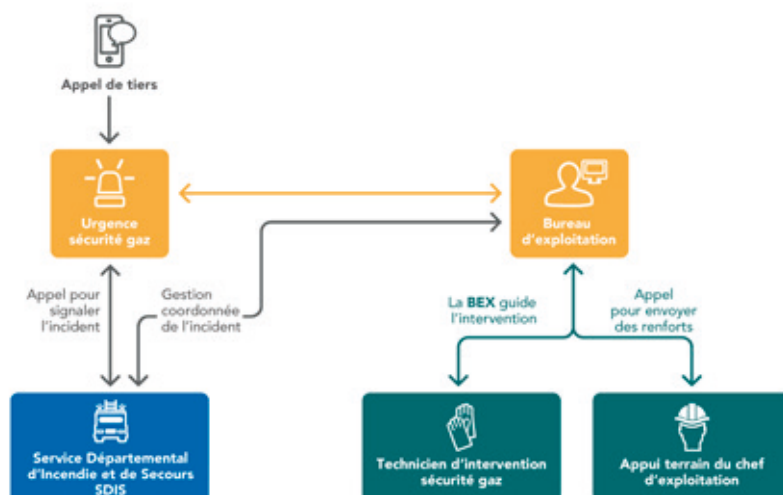 Appel de tiers
Urgence
sécurité gaz
Bureau
d'exploitation
Appel pour
signaler
l'incident
Gestion
coordonnée
de l'incident
La BEX guide
l'intervention
Appel
pour envoyer
des renforts
Service Départemental
d'Incendie et de Secours
SDIS
Technicien d'intervention
sécurité gaz
Appui terrain du chef
d'exploitation